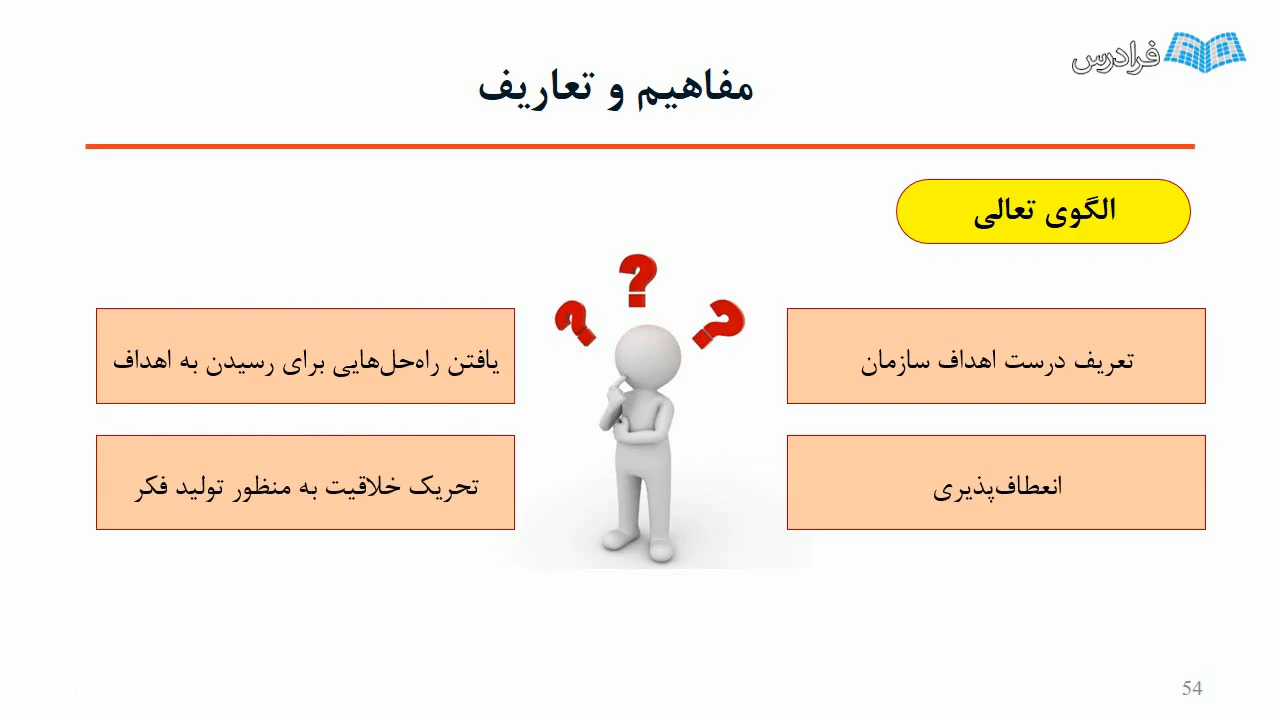 فرادرس
مفاهیم و تعاریف
الگوی تعالی
تعریف درست اهداف سازمان
یافتن راه‌حل‌هایی برای رسیدن به اهداف
انعطاف‌پذیری
تحریک خلاقیت به منظور تولید فکر
54